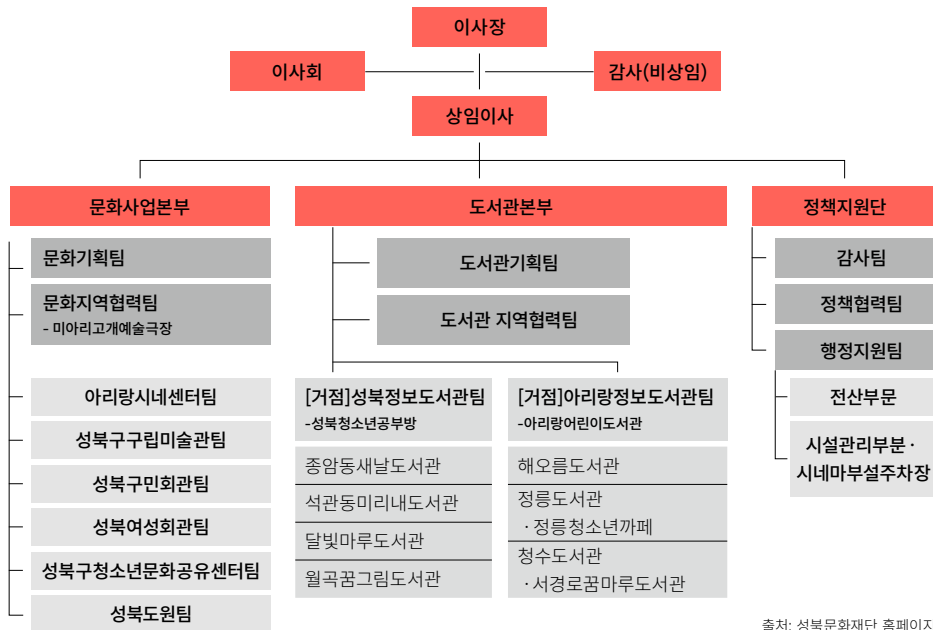 이사장
이사회
감사(비상임)
상임이사
문화사업본부
문화기획팀
문화지역협력팀
- 미아리고개예술극장
아리랑시네센터팀
성북구구립미술관팀
성북구민회관팀
성북여성회관팀
성북구청소년문화공유센터팀
성북도원팀
도서관본부
도서관기획팀
도서관 지역협력팀
[거점]성북정보도서관팀
-성북청소년공부방
종암동새날도서관
석관동미리내도서관
달빛마루도서관
월곡꿈그림도서관
[거점]아리랑정보도서관팀
-아리랑어린이도서관
해오름도서관
정릉도서관
· 정릉청소년까페
청수도서관
· 서경로꿈마루도서관
정책지원단
감사팀
정책협력팀
행정지원팀
전산부문
시설관리부분 ·
시네마부설주차장
출처: 성북문화재단 홈페이지